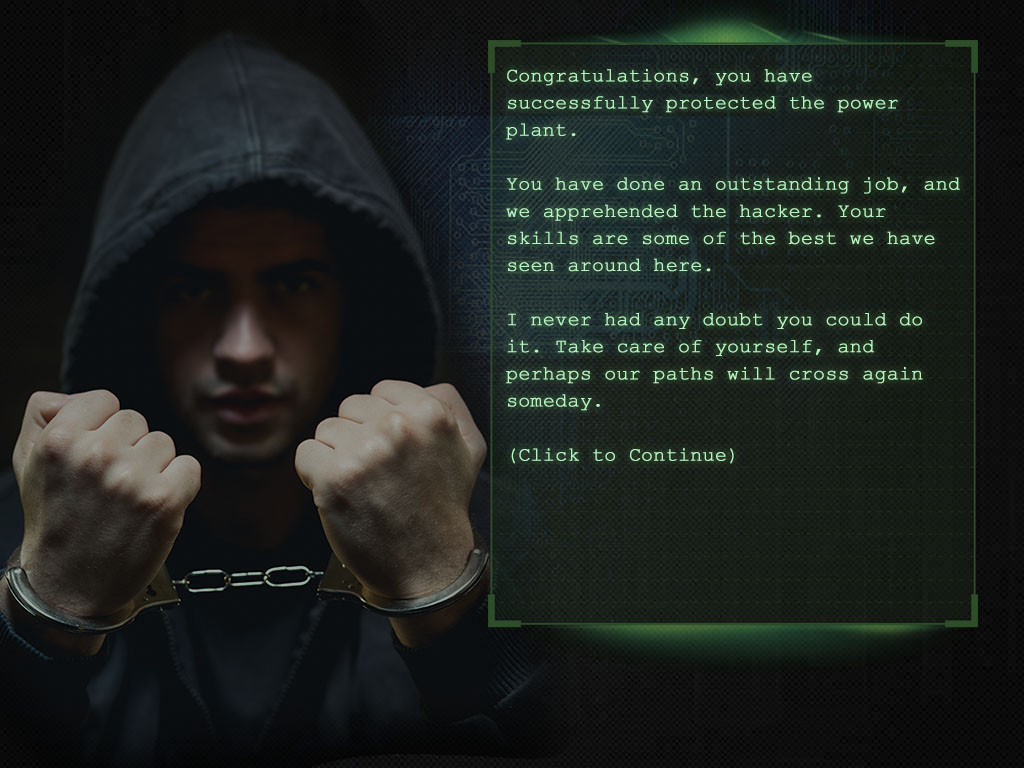 Congratulations, you have
successfully protected the power
plant.
You have done an outstanding job, and
we apprehended the hacker. Your
skills are some of the best we have
seen around here.
I never had any doubt you could do
it. Take care of yourself, and
perhaps our paths will cross again
someday.
(Click to Continue)